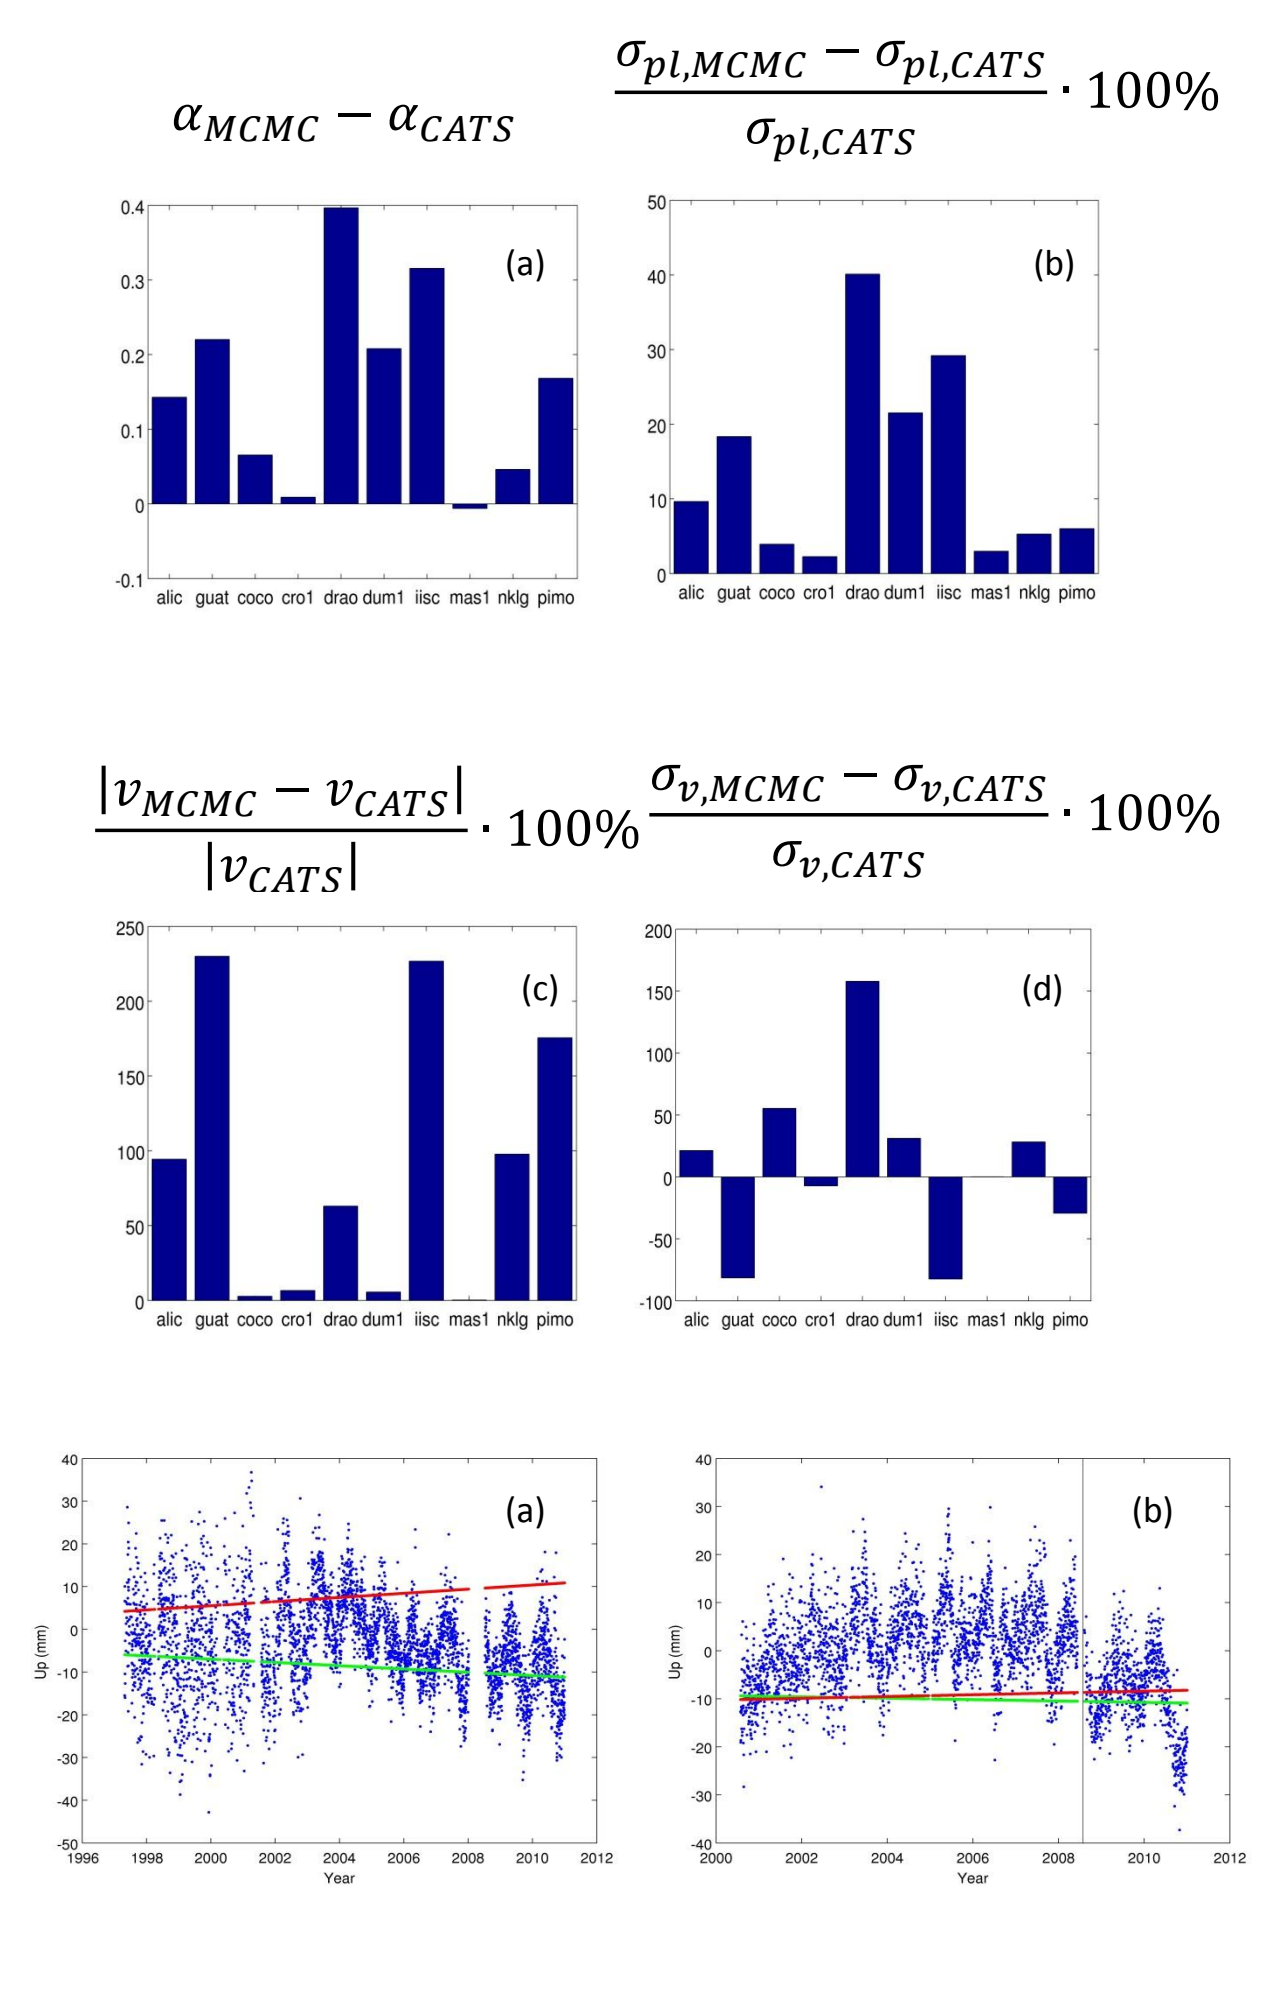 α_MCMC − α_CATS
(σ_pl,MCMC − σ_pl,CATS) / σ_pl,CATS · 100%
0.4
0.3
0.2
0.1
0
-0.1
(a)
alic guat coco cro1 drao dum1 iisc mas1 nklg pimo
50
40
30
20
10
0
(b)
alic guat coco cro1 drao dum1 iisc mas1 nklg pimo
|v_MCMC − v_CATS| / |v_CATS| · 100%
(σ_v,MCMC − σ_v,CATS) / σ_v,CATS · 100%
250
200
150
100
50
0
(c)
alic guat coco cro1 drao dum1 iisc mas1 nklg pimo
200
150
100
50
0
-50
-100
(d)
alic guat coco cro1 drao dum1 iisc mas1 nklg pimo
40
30
20
10
0
-10
-20
-30
-40
-50
Up (mm)
(a)
1996 1998 2000 2002 2004 2006 2008 2010 2012
Year
40
30
20
10
0
-10
-20
-30
-40
Up (mm)
(b)
2000 2002 2004 2006 2008 2010 2012
Year